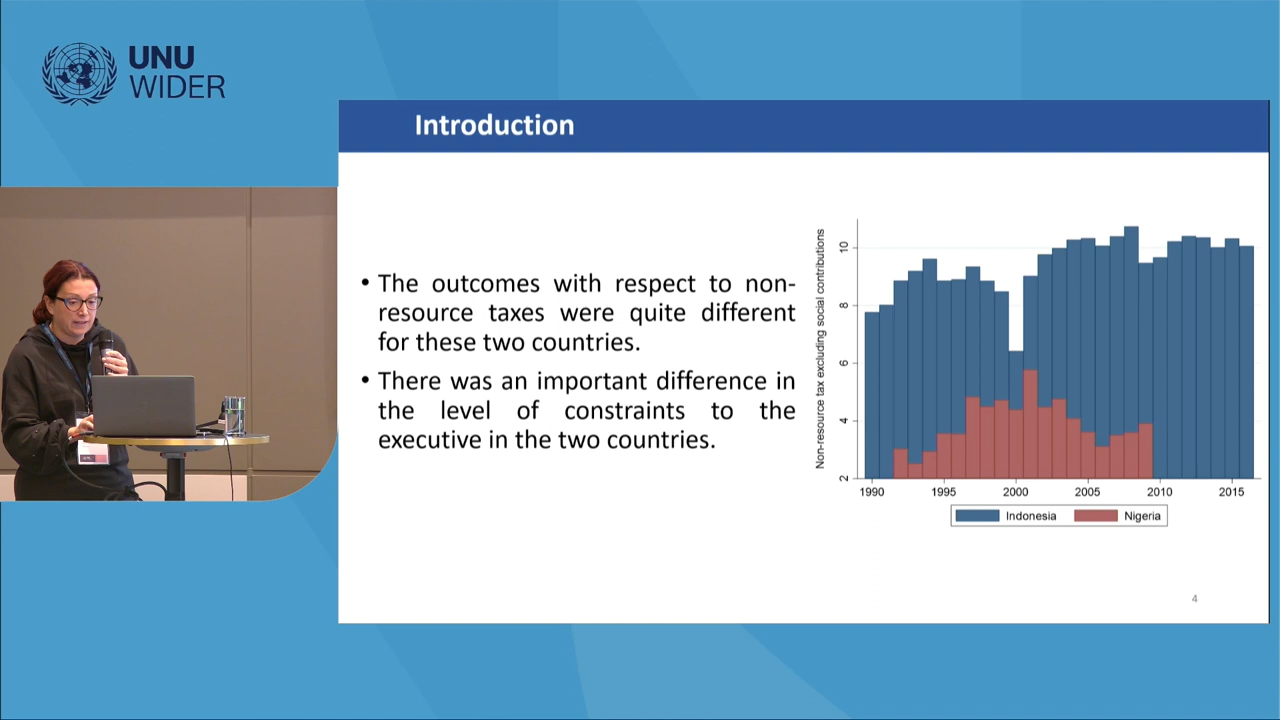 UNU
WIDER
Introduction
• The outcomes with respect to non-
resource taxes were quite different
for these two countries.
• There was an important difference in
the level of constraints to the
executive in the two countries.
Non-resource tax excluding social contributions
10
8
6
4
2
1990 1995 2000 2005 2010 2015
Indonesia Nigeria
4